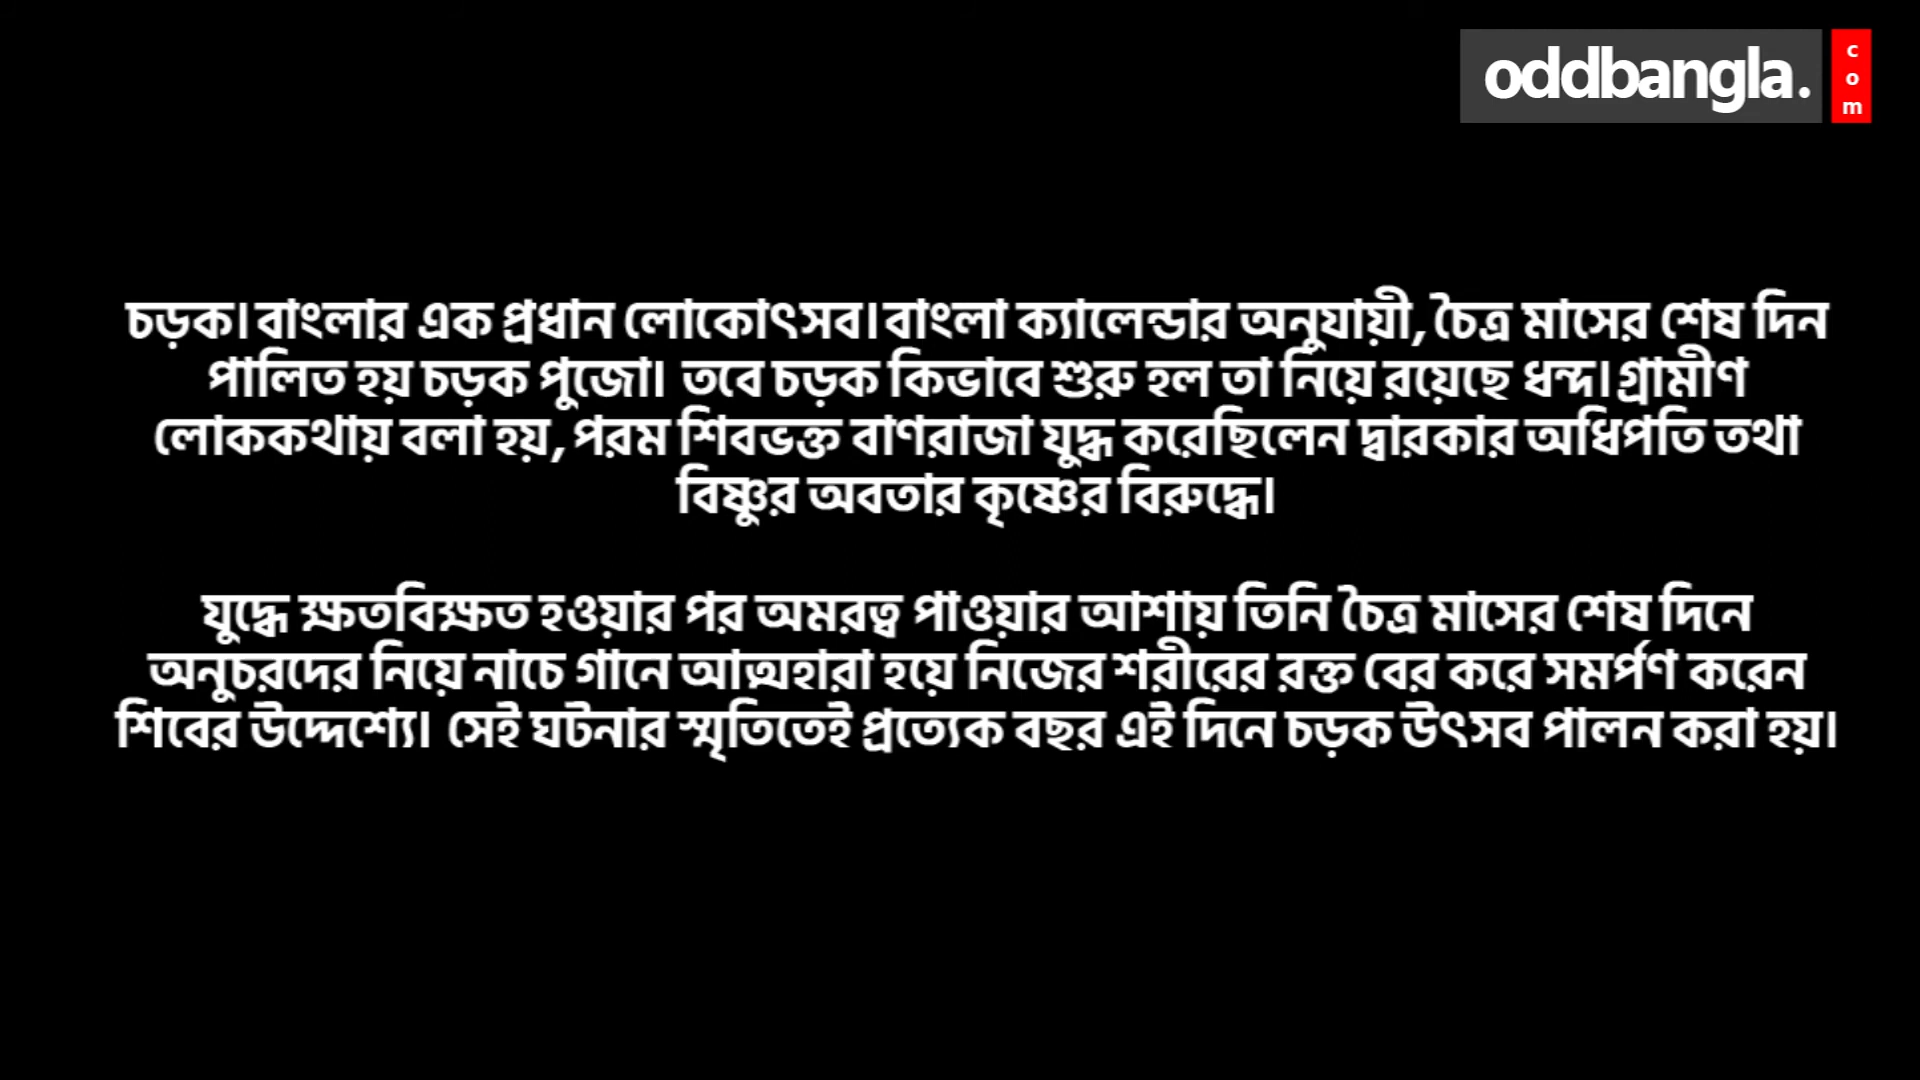 oddbangla.
com
চড়ক। বাংলার এক প্রধান লোকোৎসব। বাংলা ক্যালেন্ডার অনুযায়ী, চৈত্র মাসের শেষ দিন
পালিত হয় চড়ক পুজো। তবে চড়ক কিভাবে শুরু হল তা নিয়ে রয়েছে ধন্দ। গ্রামীণ
লোককথায় বলা হয়, পরম শিবভক্ত বাণরাজা যুদ্ধ করেছিলেন দ্বারকার অধিপতি তথা
বিষ্ণুর অবতার কৃষ্ণের বিরুদ্ধে।
যুদ্ধে ক্ষতবিক্ষত হওয়ার পর অমরত্ব পাওয়ার আশায় তিনি চৈত্র মাসের শেষ দিনে
অনুচরদের নিয়ে নাচে গানে আত্মহারা হয়ে নিজের শরীরের রক্ত বের করে সমর্পণ করেন
শিবের উদ্দেশ্যে। সেই ঘটনার স্মৃতিতেই প্রত্যেক বছর এই দিনে চড়ক উৎসব পালন করা হয়।